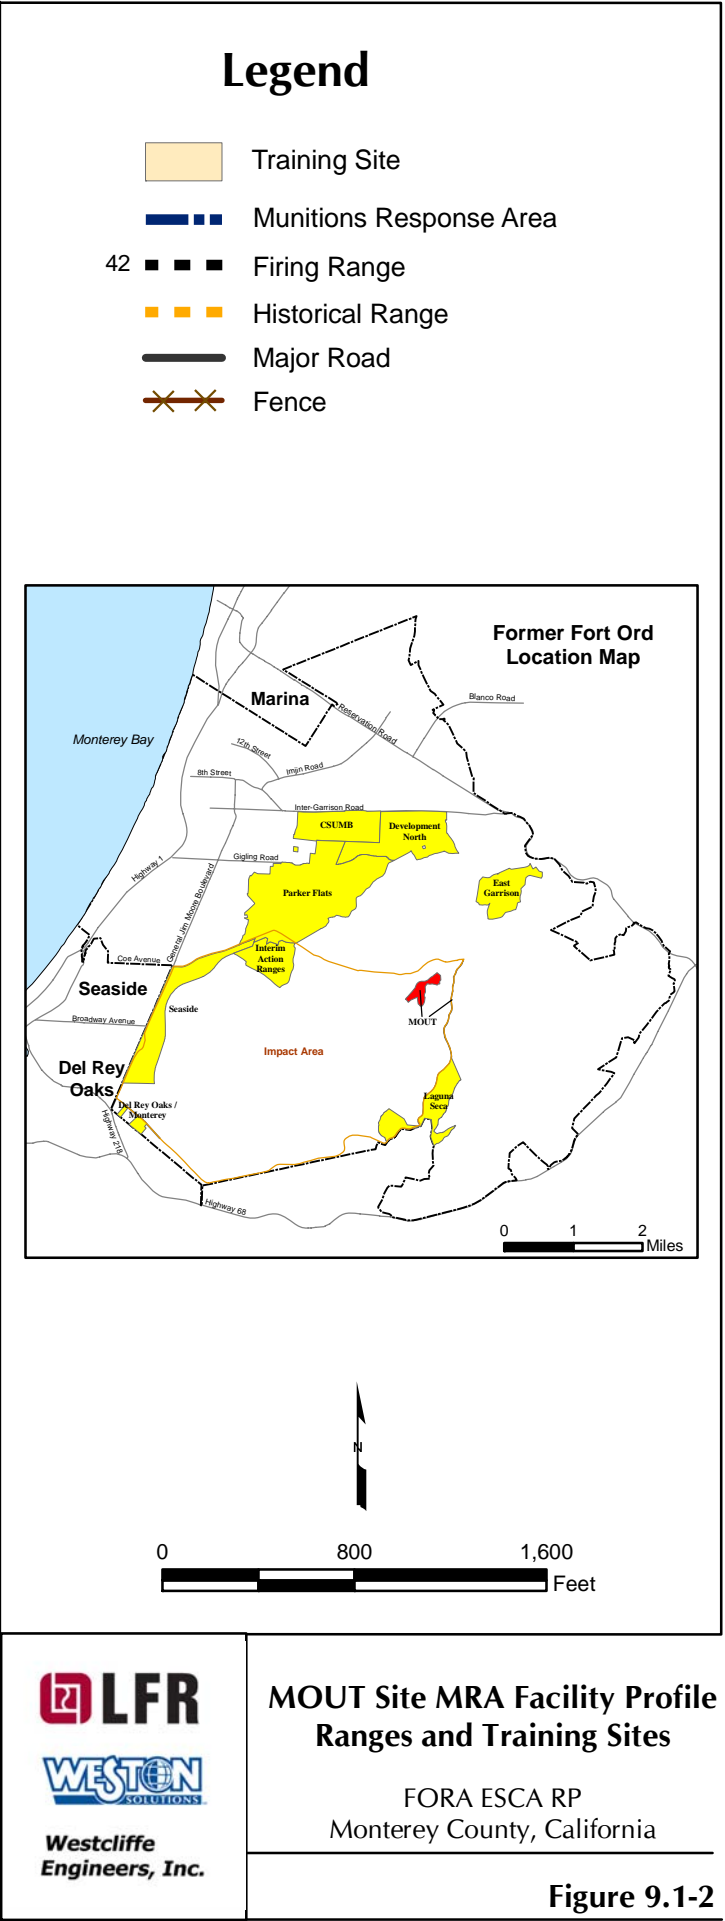 Legend
Training Site
Munitions Response Area
42
Firing Range
Historical Range
Major Road
Fence
Former Fort Ord
Location Map
Marina
Blanco Road
Reservation Road
Monterey Bay
12th Street
Imjin Road
8th Street
Inter-Garrison Road
CSUMB
Development
North
Highway 1
Gigling Road
General Jim Moore Boulevard
Parker Flats
East
Garrison
Coe Avenue
Interim
Action
Ranges
Seaside
Seaside
Broadway Avenue
MOUT
Impact Area
Del Rey
Oaks
Laguna
Seca
Del Rey Oaks /
Monterey
Highway 218
Highway 68
0 1 2
Miles
N
0 800 1,600
Feet
LFR
WESTON
SOLUTIONS
Westcliffe
Engineers, Inc.
MOUT Site MRA Facility Profile
Ranges and Training Sites
FORA ESCA RP
Monterey County, California
Figure 9.1-2